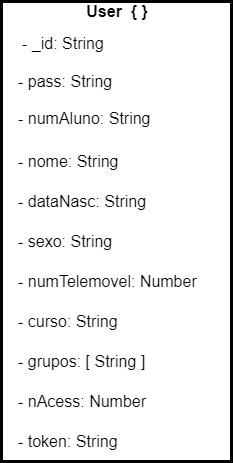 User { }
- _id: String
- pass: String
- numAluno: String
- nome: String
- dataNasc: String
- sexo: String
- numTelemovel: Number
- curso: String
- grupos: [ String ]
- nAcess: Number
- token: String